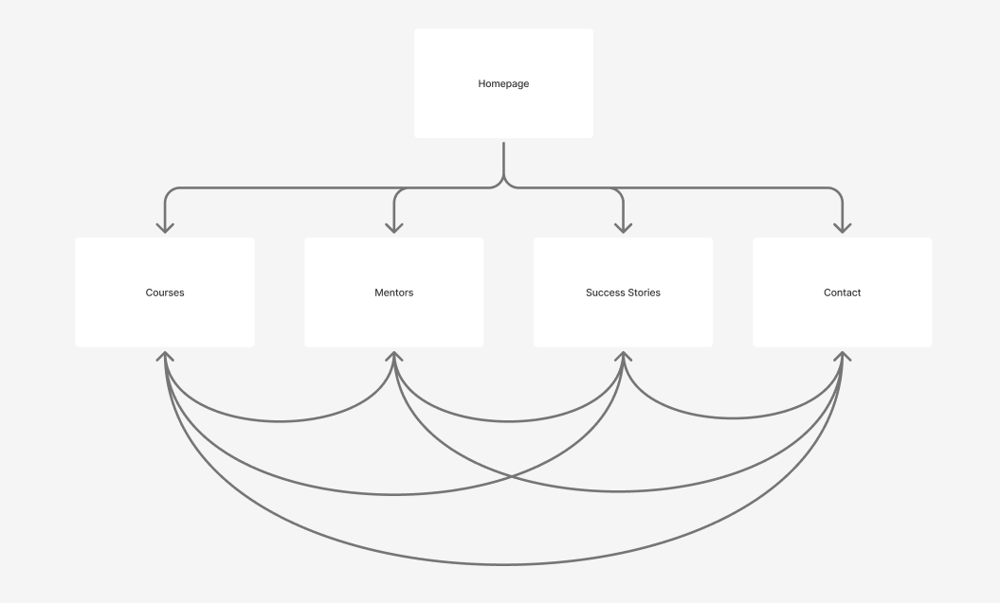 Homepage
Courses
Mentors
Success Stories
Contact